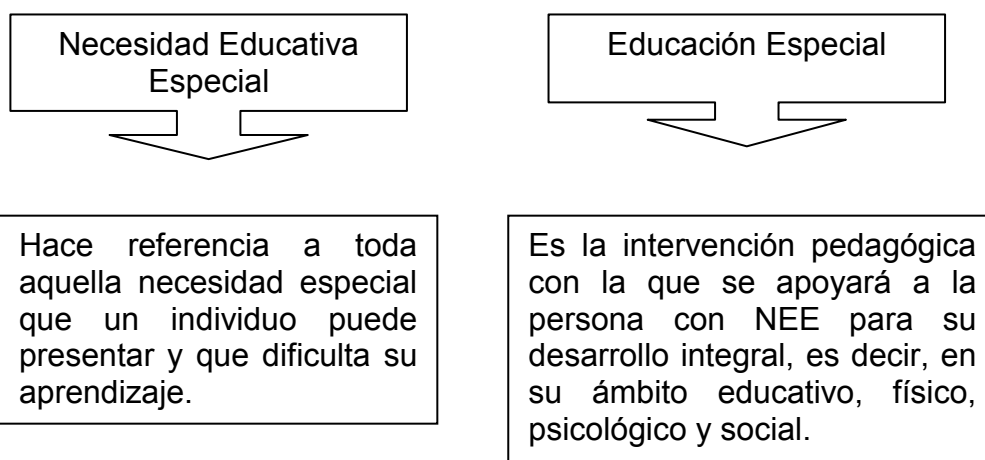 Necesidad Educativa
Especial
Educación Especial
Hace referencia a toda
aquella necesidad especial
que un individuo puede
presentar y que dificulta su
aprendizaje.
Es la intervención pedagógica
con la que se apoyará a la
persona con NEE para su
desarrollo integral, es decir, en
su ámbito educativo, físico,
psicológico y social.